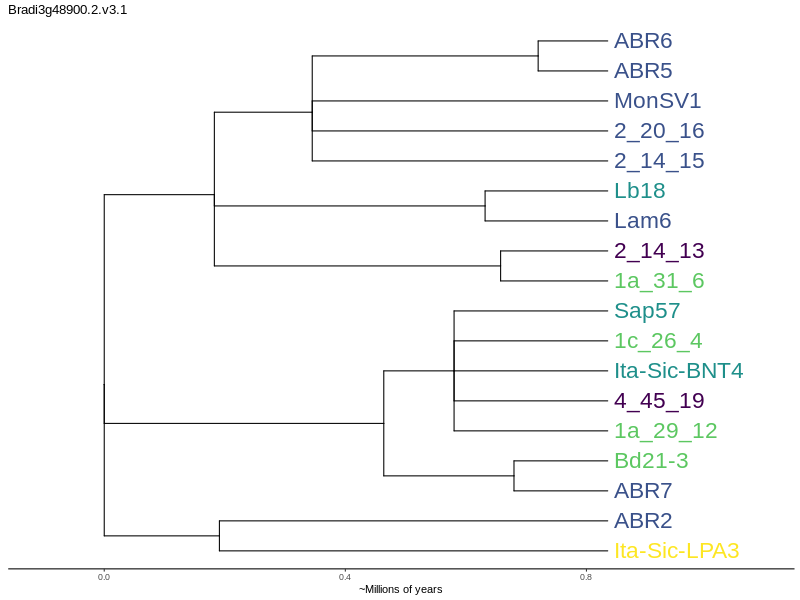 Bradi3g48900.2.v3.1
ABR6
ABR5
MonSV1
2_20_16
2_14_15
Lb18
Lam6
2_14_13
1a_31_6
Sap57
1c_26_4
Ita-Sic-BNT4
4_45_19
1a_29_12
Bd21-3
ABR7
ABR2
Ita-Sic-LPA3
0.0 0.4 0.8
~Millions of years